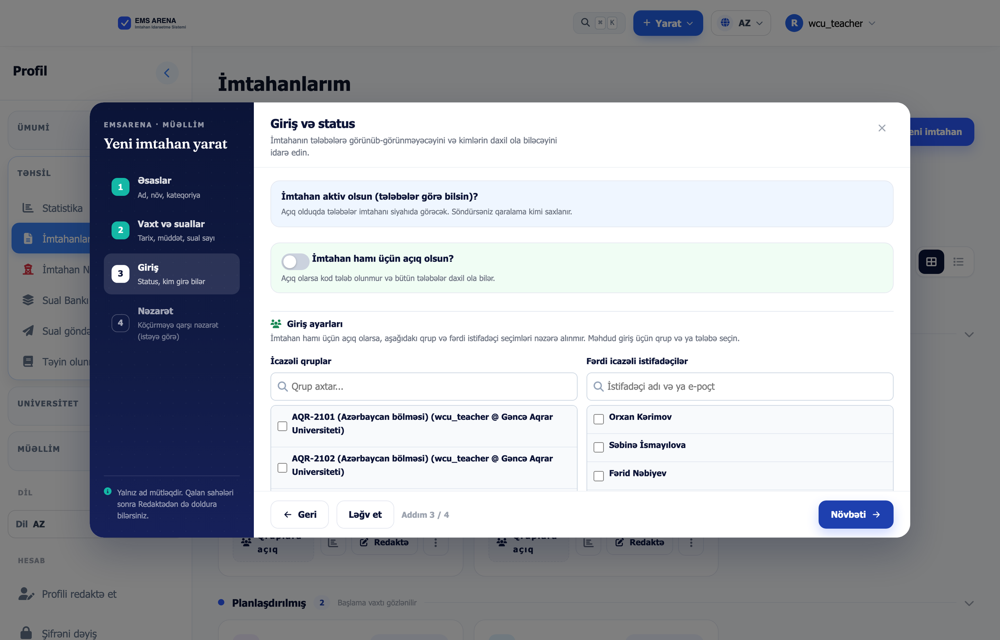 EMS ARENA
İmtahan İdarəetmə Sistemi
⌘ K
+ Yarat
AZ
R wcu_teacher
Profil
ÜMUMİ
TƏHSİL
Statistika
İmtahanlar
İmtahan N
Sual Bankı
Sual göndə
Təyin olun
UNİVERSİTET
MÜƏLLİM
DİL
Dil AZ
HESAB
Profili redaktə et
Şifrəni dəyiş
İmtahanlarım
eni imtahan
EMSARENA · MÜƏLLİM
Yeni imtahan yarat
1 Əsaslar
Ad, növ, kateqoriya
2 Vaxt və suallar
Tarix, müddət, sual sayı
3 Giriş
Status, kim girə bilər
4 Nəzarət
Köçürməyə qarşı nəzarət
(istəyə görə)
Yalnız ad mütləqdir. Qalan sahələri
sonra Redaktədən də doldura
bilərsiniz.
Giriş və status
İmtahanın tələbələrə görünüb-görünməyəcəyini və kimlərin daxil ola biləcəyini
idarə edin.
İmtahan aktiv olsun (tələbələr görə bilsin)?
Açıq olduqda tələbələr imtahanı siyahıda görəcək. Söndürsəniz qaralama kimi saxlanır.
İmtahan hamı üçün açıq olsun?
Açıq olarsa kod tələb olunmur və bütün tələbələr daxil ola bilər.
Giriş ayarları
İmtahan hamı üçün açıq olarsa, aşağıdakı qrup və fərdi istifadəçi seçimləri nəzərə alınmır. Məhdud giriş üçün qrup və ya tələbə seçin.
İcazəli qruplar
Qrup axtar...
AQR-2101 (Azərbaycan bölməsi) (wcu_teacher @ Gəncə Aqrar
Universiteti)
AQR-2102 (Azərbaycan bölməsi) (wcu_teacher @ Gəncə Aqrar
Universiteti)
Fərdi icazəli istifadəçilər
İstifadəçi adı və ya e-poçt
Orxan Kərimov
Səbinə İsmayılova
Fərid Nəbiyev
Geri
Ləğv et
Addım 3 / 4
Növbəti
Qruplara
açıq
Redaktə
Qruplara
açıq
Redaktə
Planlaşdırılmış 2 Başlama vaxtı gözlənilir